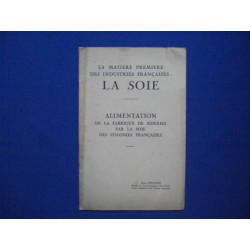 LA MATIÈRE PREMIÈRE
DES INDUSTRIES FRANÇAISES
LA SOIE
ALIMENTATION
DE LA FABRIQUE DE SOIERIES
PAR LA SOIE
DES COLONIES FRANÇAISES